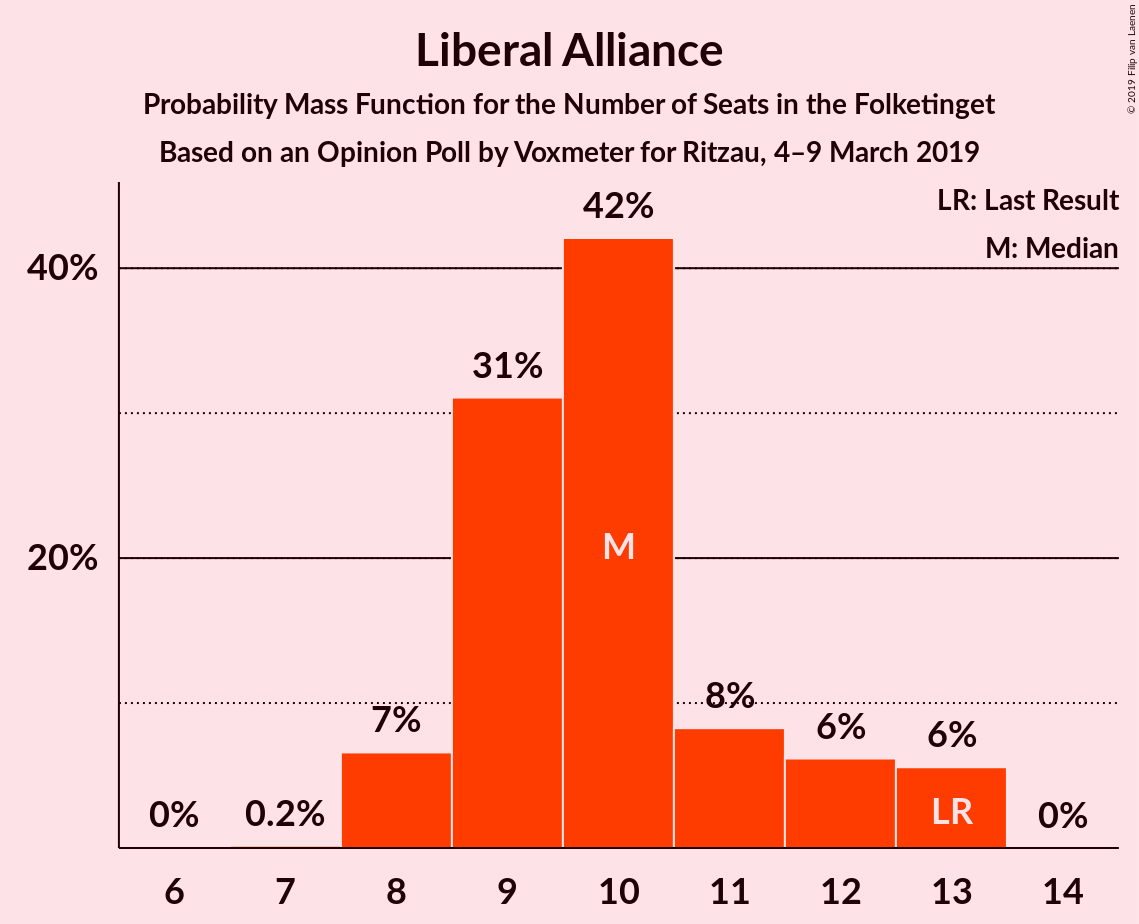 Liberal Alliance
Probability Mass Function for the Number of Seats in the Folketinget
Based on an Opinion Poll by Voxmeter for Ritzau, 4–9 March 2019
© 2019 Filip van Laenen
LR: Last Result
M: Median
40%
20%
0%
0.2%
7%
31%
42%
8%
6%
6%
0%
M
LR
6 7 8 9 10 11 12 13 14